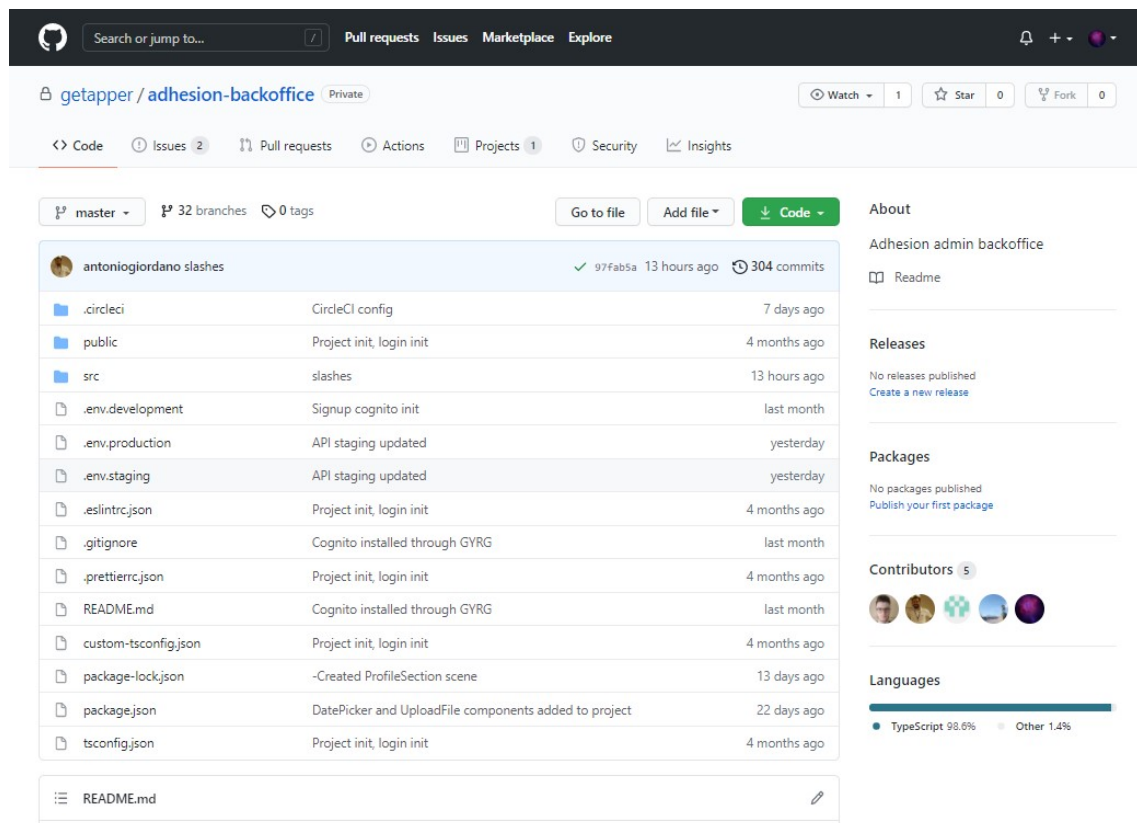 Search or jump to... / Pull requests Issues Marketplace Explore
getapper / adhesion-backoffice Private Watch 1 Star 0 Fork 0
Code Issues 2 Pull requests Actions Projects 1 Security Insights
master 32 branches 0 tags Go to file Add file Code
antoniogiordano slashes 97fab5a 13 hours ago 304 commits
.circleci CircleCI config 7 days ago
public Project init, login init 4 months ago
src slashes 13 hours ago
.env.development Signup cognito init last month
.env.production API staging updated yesterday
.env.staging API staging updated yesterday
.eslintrc.json Project init, login init 4 months ago
.gitignore Cognito installed through GYRG last month
.prettierrc.json Project init, login init 4 months ago
README.md Cognito installed through GYRG last month
custom-tsconfig.json Project init, login init 4 months ago
package-lock.json -Created ProfileSection scene 13 days ago
package.json DatePicker and UploadFile components added to project 22 days ago
tsconfig.json Project init, login init 4 months ago
README.md
About
Adhesion admin backoffice
Readme
Releases
No releases published
Create a new release
Packages
No packages published
Publish your first package
Contributors 5
Languages
TypeScript 98.6% Other 1.4%